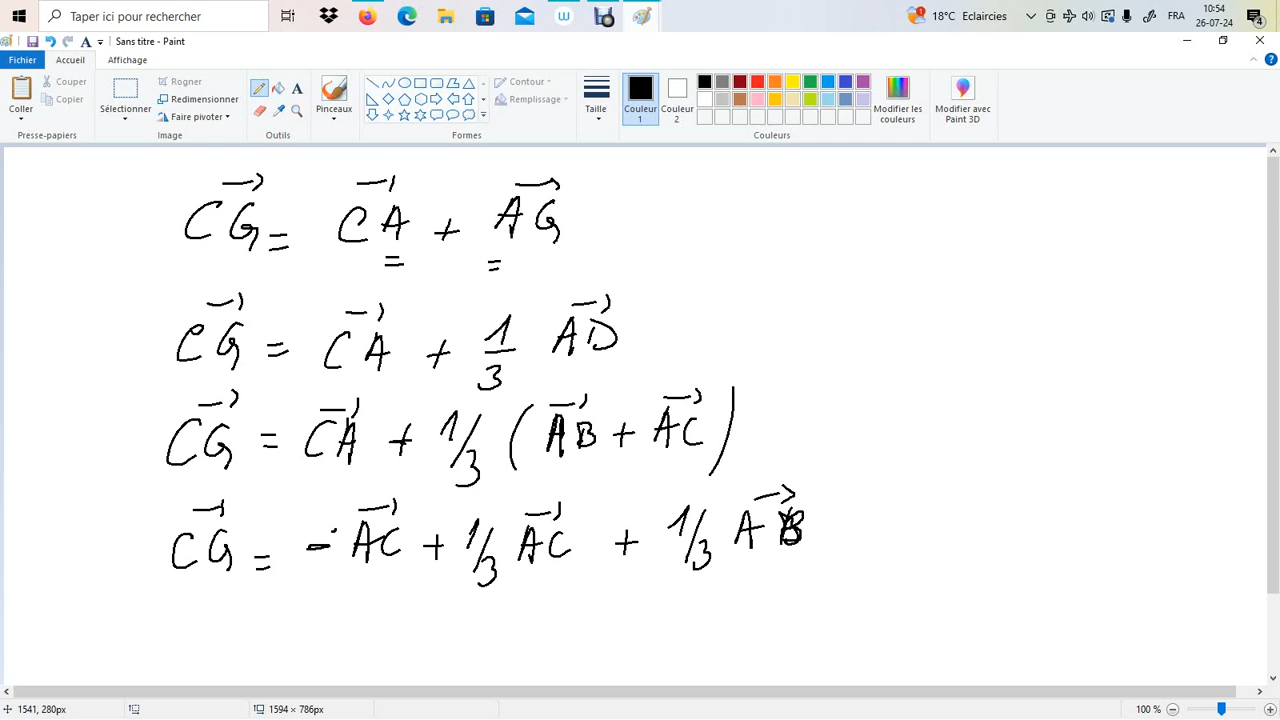 Taper ici pour rechercher
18°C Eclaircies
FRA
10:54
26-07-24
4
Sans titre - Paint
Fichier
Accueil
Affichage
Coller
Couper
Copier
Sélectionner
Rogner
Redimensionner
Faire pivoter
A
Pinceaux
Contour
Remplissage
Taille
Couleur 1
Couleur 2
Modifier les couleurs
Modifier avec Paint 3D
Presse-papiers
Image
Outils
Formes
Couleurs
CG = CA + AG
= =
CG = CA + 1/3 AD
CG = CA + 1/3 (AB + AC)
CG = - AC + 1/3 AC + 1/3 AB
1541, 280px
1594 × 786px
100 %